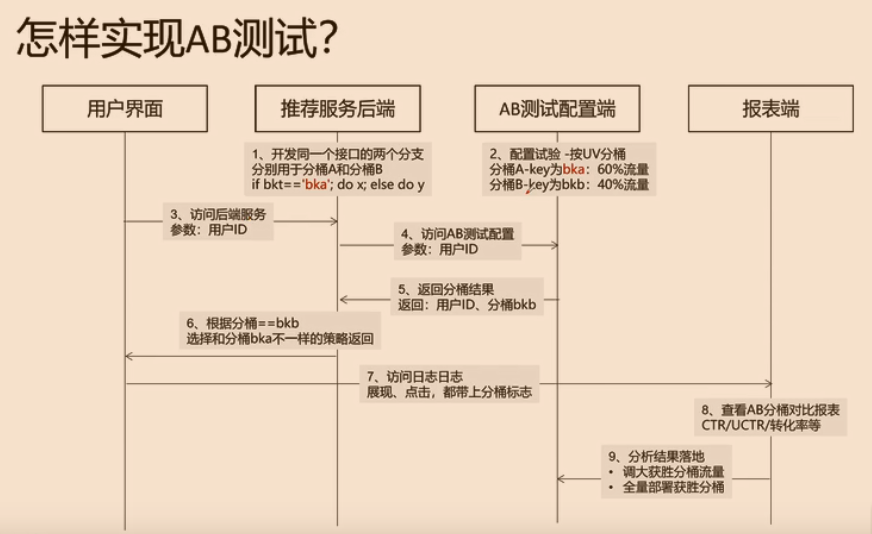 怎样实现AB测试？
用户界面
推荐服务后端
AB测试配置端
报表端
1、开发同一个接口的两个分支
分别用于分桶A和分桶B
if bkt=='bka'; do x; else do y
2、配置试验 -按UV分桶
分桶A-key为bka：60%流量
分桶B-key为bkb：40%流量
3、访问后端服务
参数：用户ID
4、访问AB测试配置
参数：用户ID
5、返回分桶结果
返回：用户ID、分桶bkb
6、根据分桶==bkb
选择和分桶bka不一样的策略返回
7、访问日志日志
展现、点击，都带上分桶标志
8、查看AB分桶对比报表
CTR/UCTR/转化率等
9、分析结果落地
• 调大获胜分桶流量
• 全量部署获胜分桶